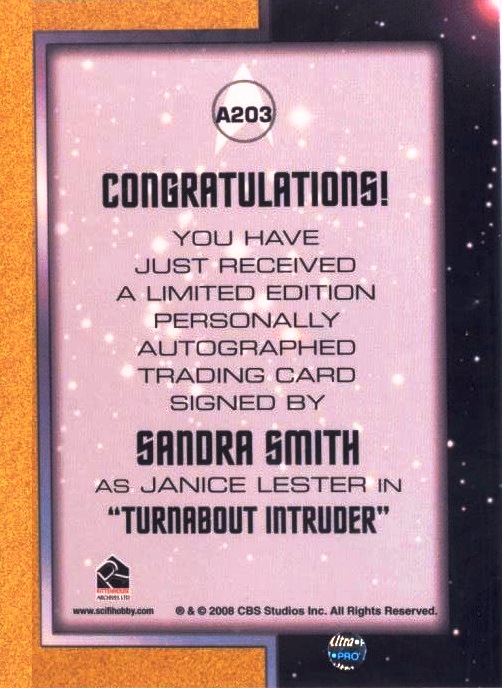 A203
CONGRATULATIONS!
YOU HAVE
JUST RECEIVED
A LIMITED EDITION
PERSONALLY
AUTOGRAPHED
TRADING CARD
SIGNED BY
SANDRA SMITH
AS JANICE LESTER IN
"TURNABOUT INTRUDER"
RITTENHOUSE
ARCHIVES LTD
www.scifihobby.com ® & © 2008 CBS Studios Inc. All Rights Reserved.
Ultra
PRO